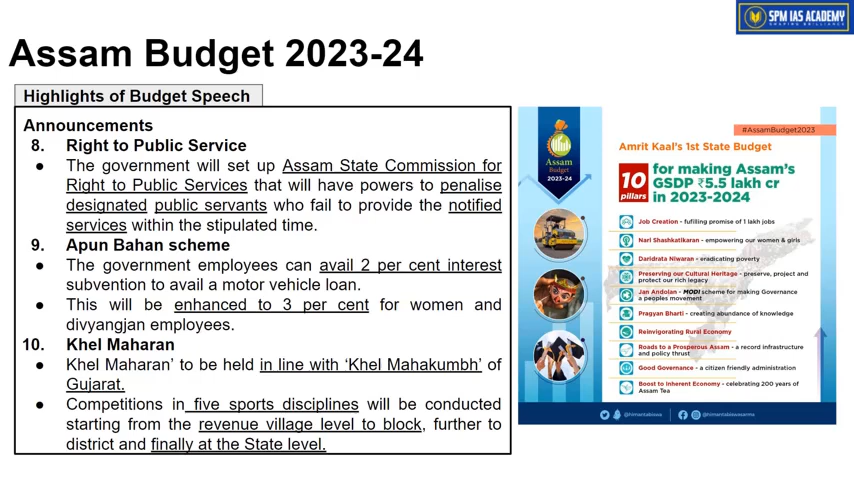 SPM IAS ACADEMY
SHAPING BRILLIANCE
Assam Budget 2023-24
Highlights of Budget Speech
Announcements
8. Right to Public Service
● The government will set up Assam State Commission for
Right to Public Services that will have powers to penalise
designated public servants who fail to provide the notified
services within the stipulated time.
9. Apun Bahan scheme
● The government employees can avail 2 per cent interest
subvention to avail a motor vehicle loan.
● This will be enhanced to 3 per cent for women and
divyangjan employees.
10. Khel Maharan
● Khel Maharan’ to be held in line with ‘Khel Mahakumbh’ of
Gujarat.
● Competitions in five sports disciplines will be conducted
starting from the revenue village level to block, further to
district and finally at the State level.
Assam
Budget
2023-24
#AssamBudget2023
Amrit Kaal's 1st State Budget
10
pillars
for making Assam's
GSDP ₹5.5 lakh cr
in 2023-2024
Job Creation - fulfilling promise of 1 lakh jobs
Nari Shashkatikaran - empowering our women & girls
Daridrata Niwaran - eradicating poverty
Preserving our Cultural Heritage - preserve, project and
protect our rich legacy
Jan Andolan - MODI scheme for making Governance
a peoples movement
Pragyan Bharti - creating abundance of knowledge
Reinvigorating Rural Economy
Roads to a Prosperous Assam - a record infrastructure
and policy thrust
Good Governance - a citizen friendly administration
Boost to Inherent Economy - celebrating 200 years of
Assam Tea
@himantabiswa
@himantabiswasarma